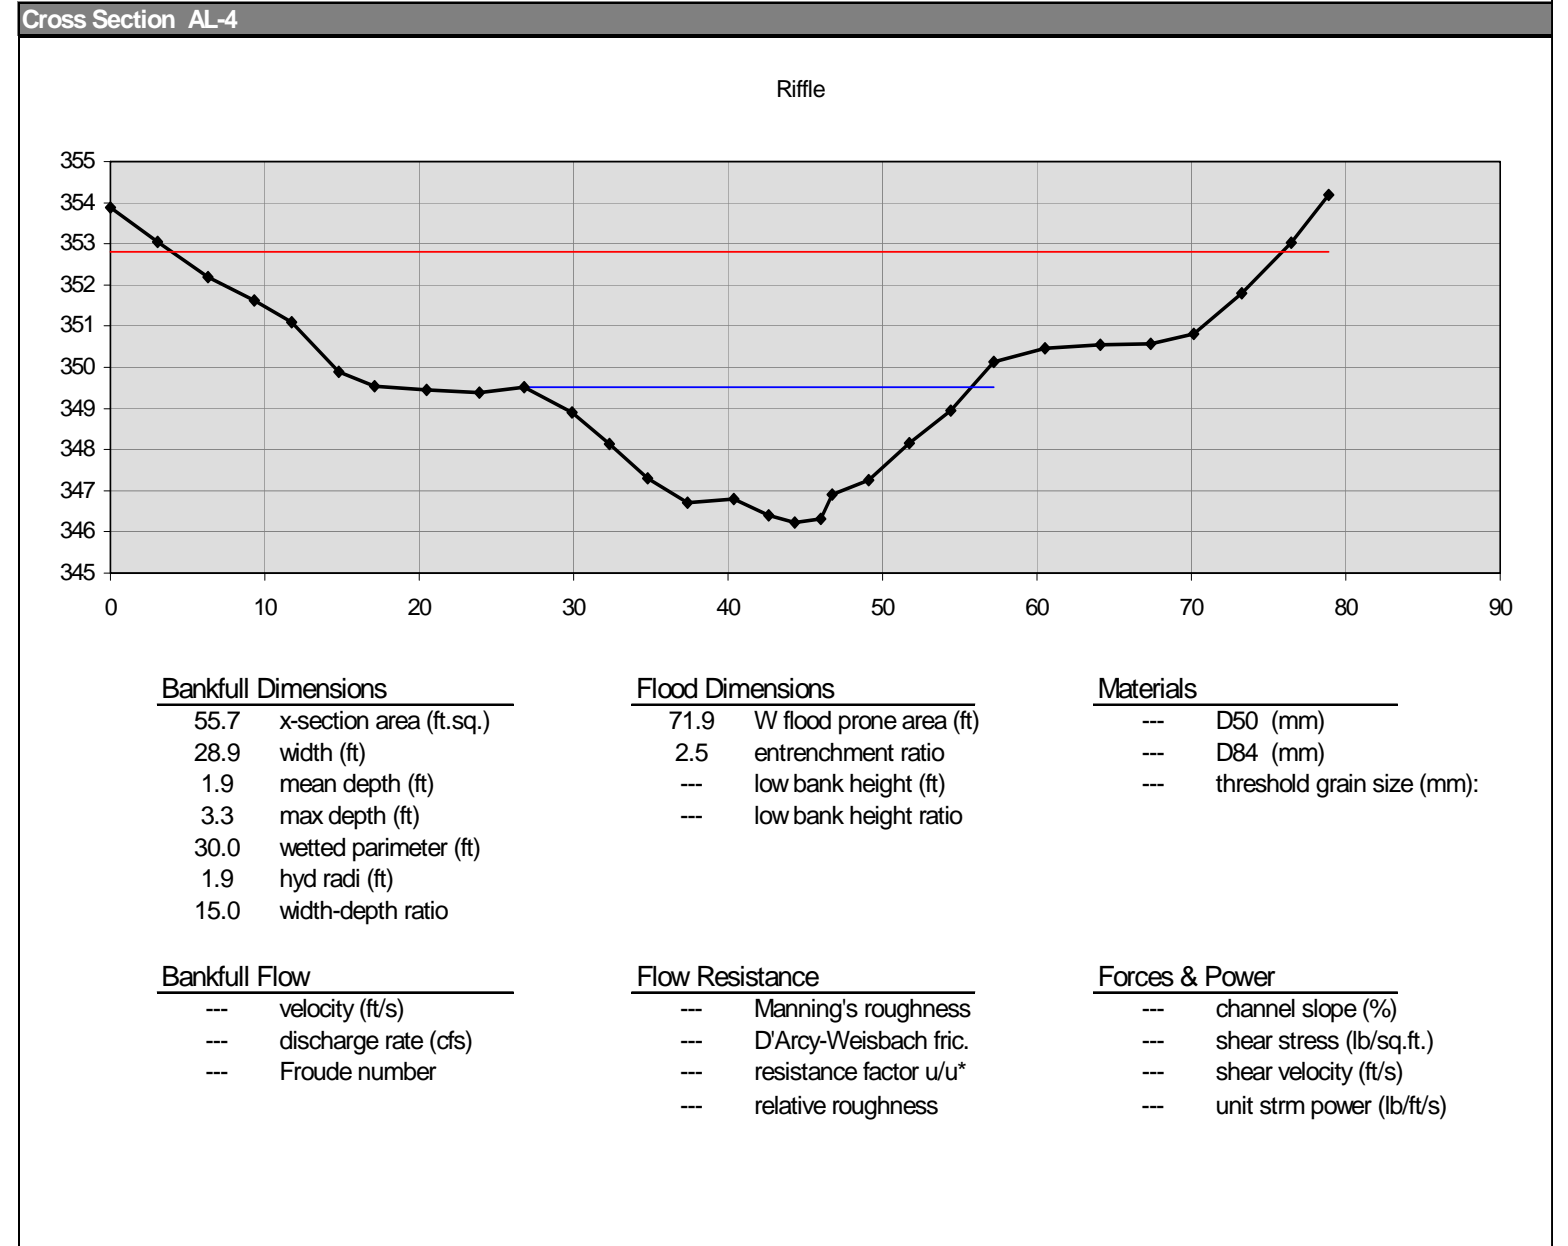 Cross Section AL-4
Riffle
355
354
353
352
351
350
349
348
347
346
345
0 10 20 30 40 50 60 70 80 90
Bankfull Dimensions
55.7 x-section area (ft.sq.)
28.9 width (ft)
1.9 mean depth (ft)
3.3 max depth (ft)
30.0 wetted parimeter (ft)
1.9 hyd radi (ft)
15.0 width-depth ratio
Flood Dimensions
71.9 W flood prone area (ft)
2.5 entrenchment ratio
--- low bank height (ft)
--- low bank height ratio
Materials
--- D50 (mm)
--- D84 (mm)
--- threshold grain size (mm):
Bankfull Flow
--- velocity (ft/s)
--- discharge rate (cfs)
--- Froude number
Flow Resistance
--- Manning's roughness
--- D'Arcy-Weisbach fric.
--- resistance factor u/u*
--- relative roughness
Forces & Power
--- channel slope (%)
--- shear stress (lb/sq.ft.)
--- shear velocity (ft/s)
--- unit strm power (lb/ft/s)